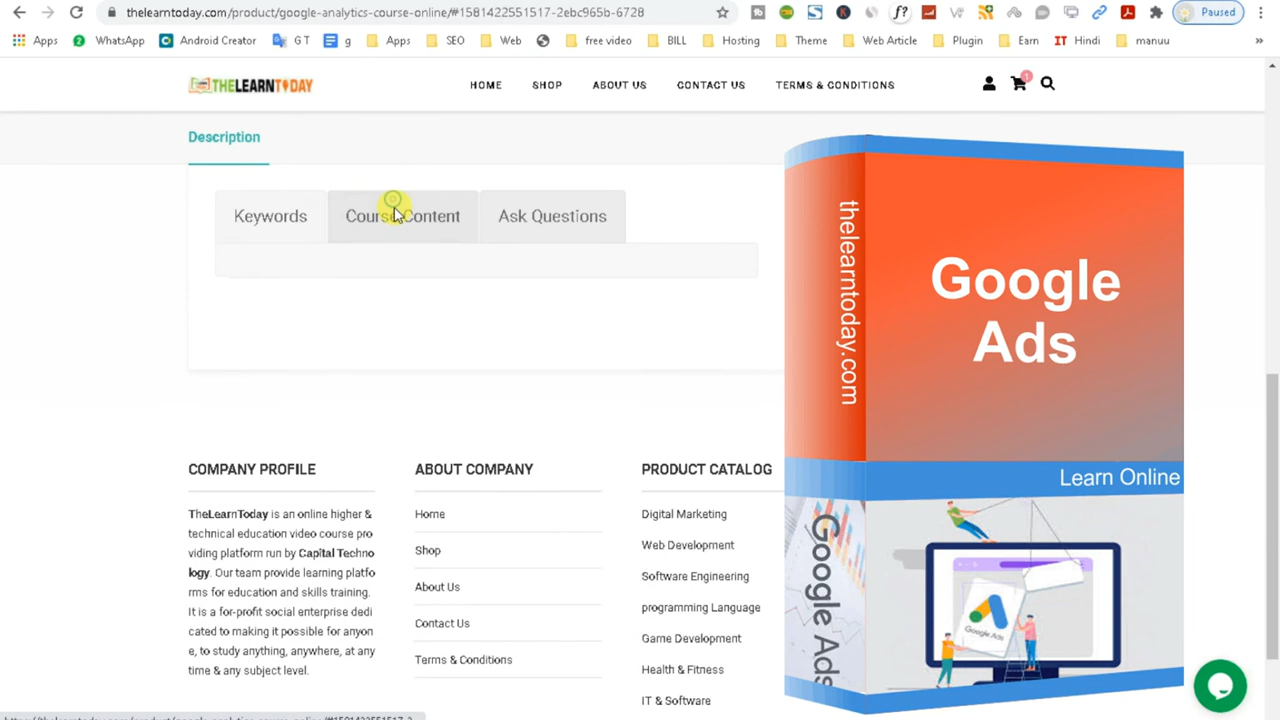 thelearntoday.com/product/google-analytics-course-online/#1581422551517-2ebc965b-6728
Paused
Apps
WhatsApp
Android Creator
G T
g
Apps
SEO
Web
free video
BILL
Hosting
Theme
Web Article
Plugin
Earn
IT Hindi
manuu
»
THELEARNTODAY
HOME
SHOP
ABOUT US
CONTACT US
TERMS & CONDITIONS
1
Description
Keywords
Course Content
Ask Questions
thelearntoday.com
Google
Ads
Learn Online
Google Ads
Google Ads
COMPANY PROFILE
TheLearnToday is an online higher &
technical education video course pro
viding platform run by Capital Techno
logy. Our team provide learning platfo
rms for education and skills training.
It is a for-profit social enterprise dedi
cated to making it possible for anyon
e, to study anything, anywhere, at any
time & any subject level.
ABOUT COMPANY
Home
Shop
About Us
Contact Us
Terms & Conditions
PRODUCT CATALOG
Digital Marketing
Web Development
Software Engineering
programming Language
Game Development
Health & Fitness
IT & Software